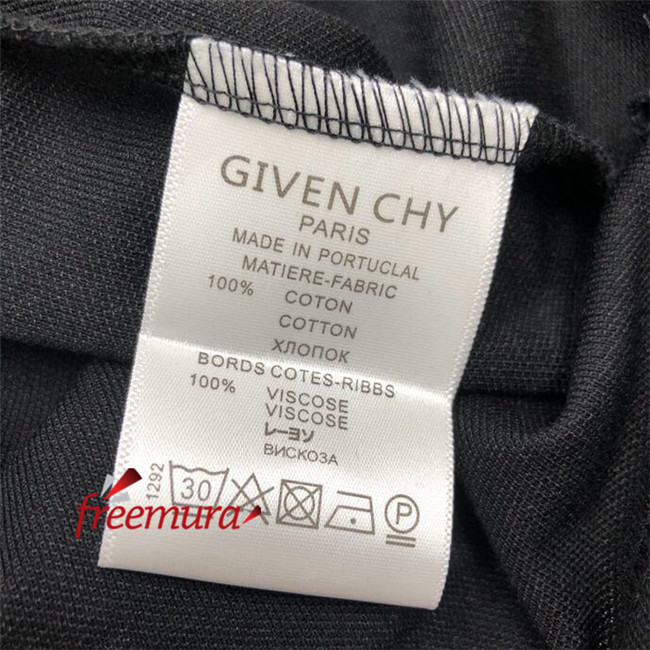 GIVEN CHY
PARIS
MADE IN PORTUCLAL
MATIERE-FABRIC
100% COTON
COTTON
ХЛОПОК
BORDS COTES-RIBBS
100% VISCOSE
VISCOSE
レーヨン
ВИСКОЗА
1292
30
P
freemura